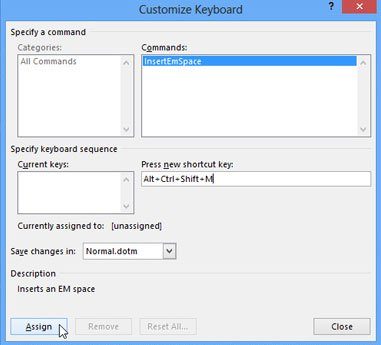 Customize Keyboard
?
Specify a command
Categories: Commands:
All Commands InsertEmSpace
Specify keyboard sequence
Current keys: Press new shortcut key:
Alt+Ctrl+Shift+M
Currently assigned to: [unassigned]
Save changes in: Normal.dotm
Description
Inserts an EM space
Assign Remove Reset All... Close